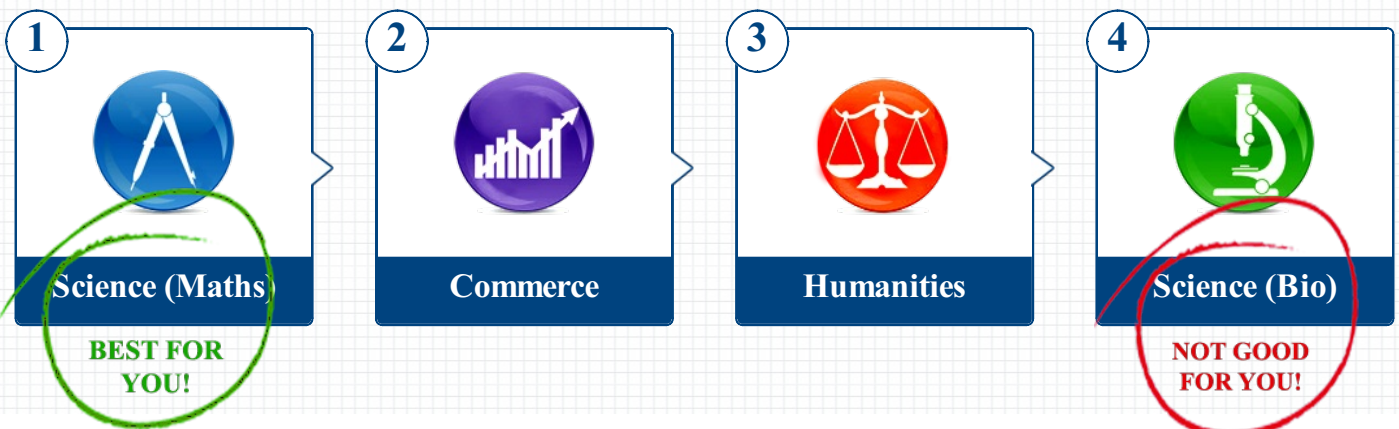 1
2
3
4
Science (Maths)
Commerce
Humanities
Science (Bio)
BEST FOR
YOU!
NOT GOOD
FOR YOU!